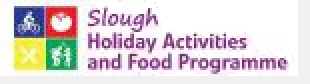 Slough
Holiday Activities
and Food Programme